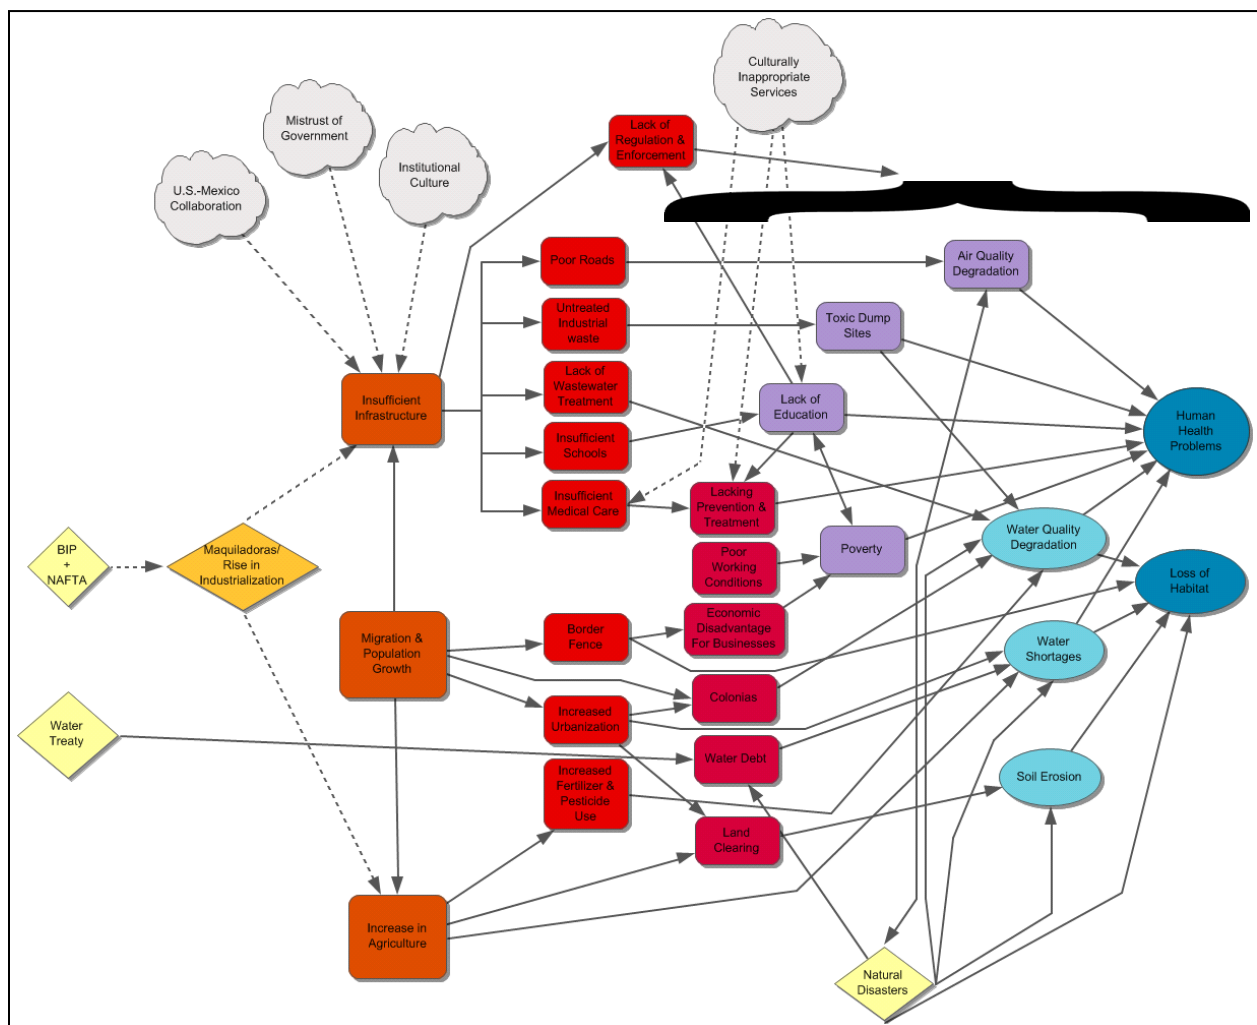 Culturally
Inappropriate
Services
Mistrust of
Government
Institutional
Culture
U.S.-Mexico
Collaboration
Lack of
Regulation &
Enforcement
Poor Roads
Air Quality
Degradation
Untreated
Industrial
waste
Toxic Dump
Sites
Insufficient
Infrastructure
Lack of
Wastewater
Treatment
Lack of
Education
Human
Health
Problems
Insufficient
Schools
Insufficient
Medical Care
Lacking
Prevention &
Treatment
Water Quality
Degradation
BIP
+
NAFTA
Maquiladoras/
Rise in
Industrialization
Poor
Working
Conditions
Poverty
Loss of
Habitat
Migration &
Population
Growth
Border
Fence
Economic
Disadvantage
For Businesses
Water
Shortages
Colonias
Increased
Urbanization
Water
Treaty
Water Debt
Increased
Fertilizer &
Pesticide
Use
Soil Erosion
Land
Clearing
Increase in
Agriculture
Natural
Disasters